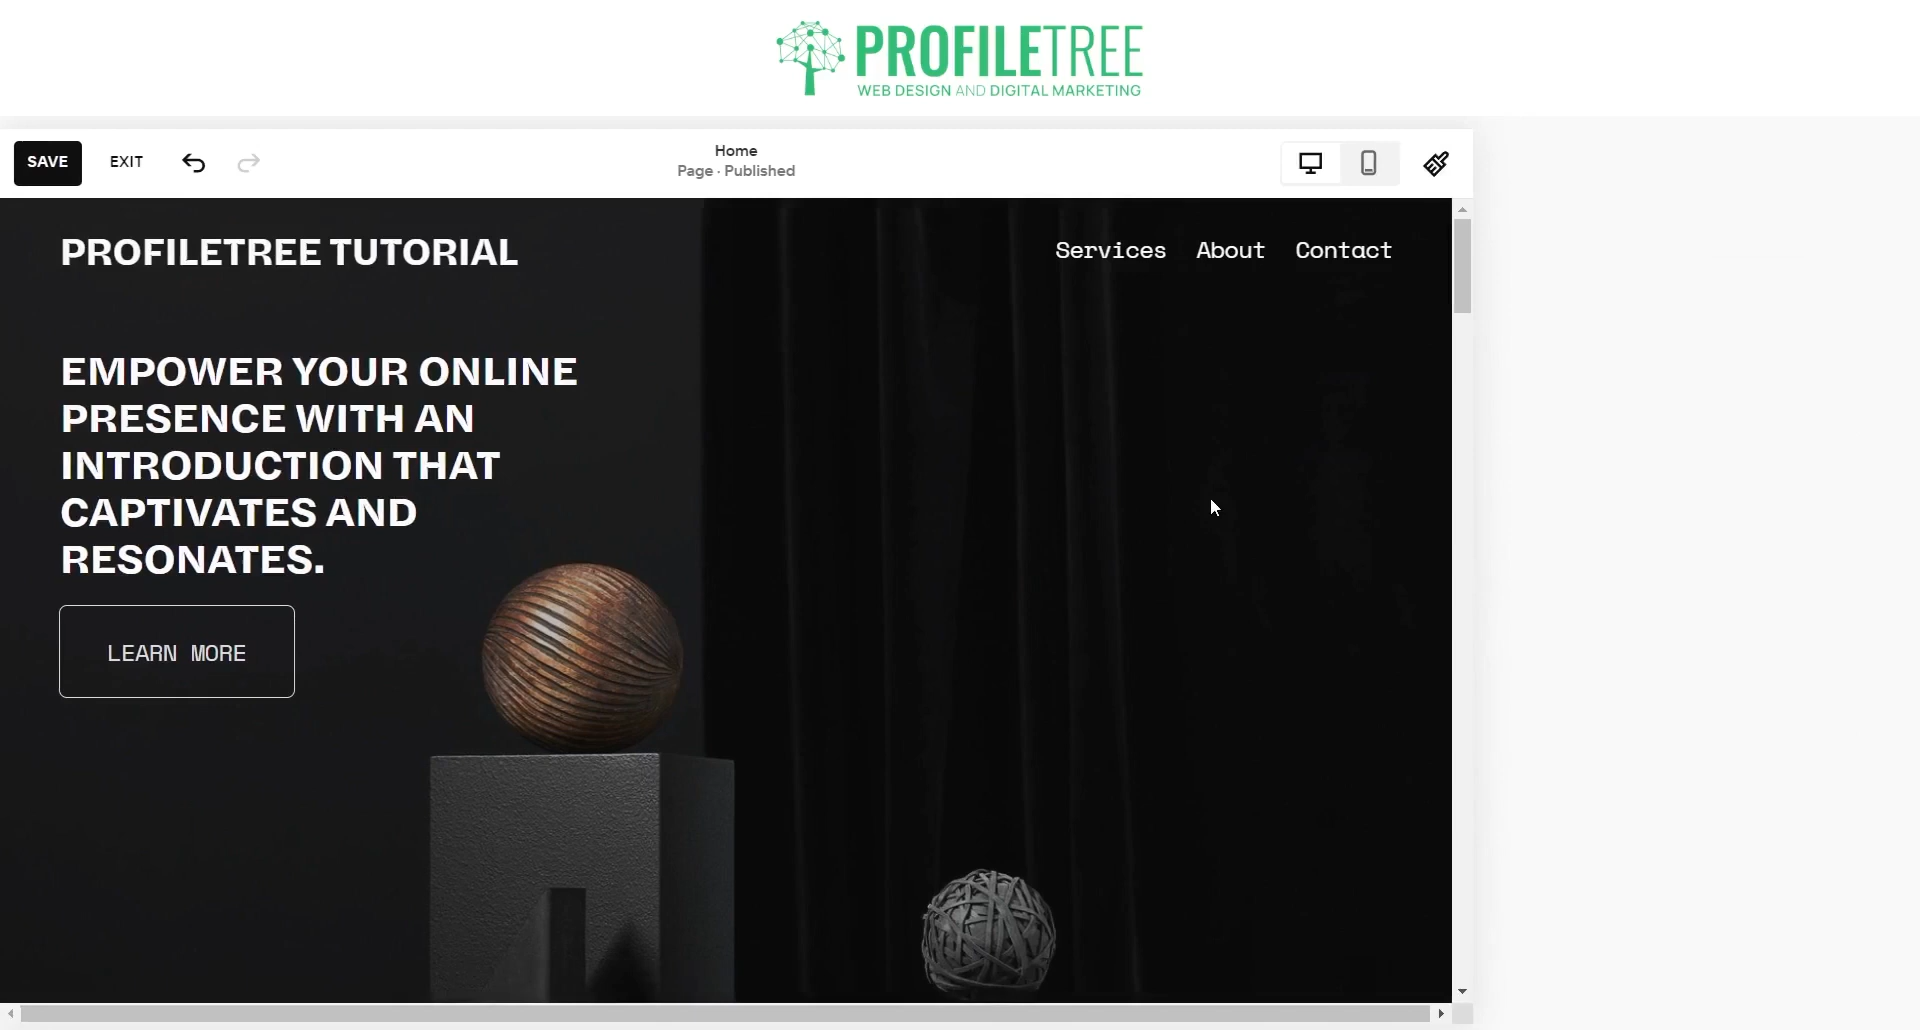 PROFILETREE
WEB DESIGN AND DIGITAL MARKETING
SAVE
EXIT
Home
Page · Published
PROFILETREE TUTORIAL
Services
About
Contact
EMPOWER YOUR ONLINE
PRESENCE WITH AN
INTRODUCTION THAT
CAPTIVATES AND
RESONATES.
LEARN MORE